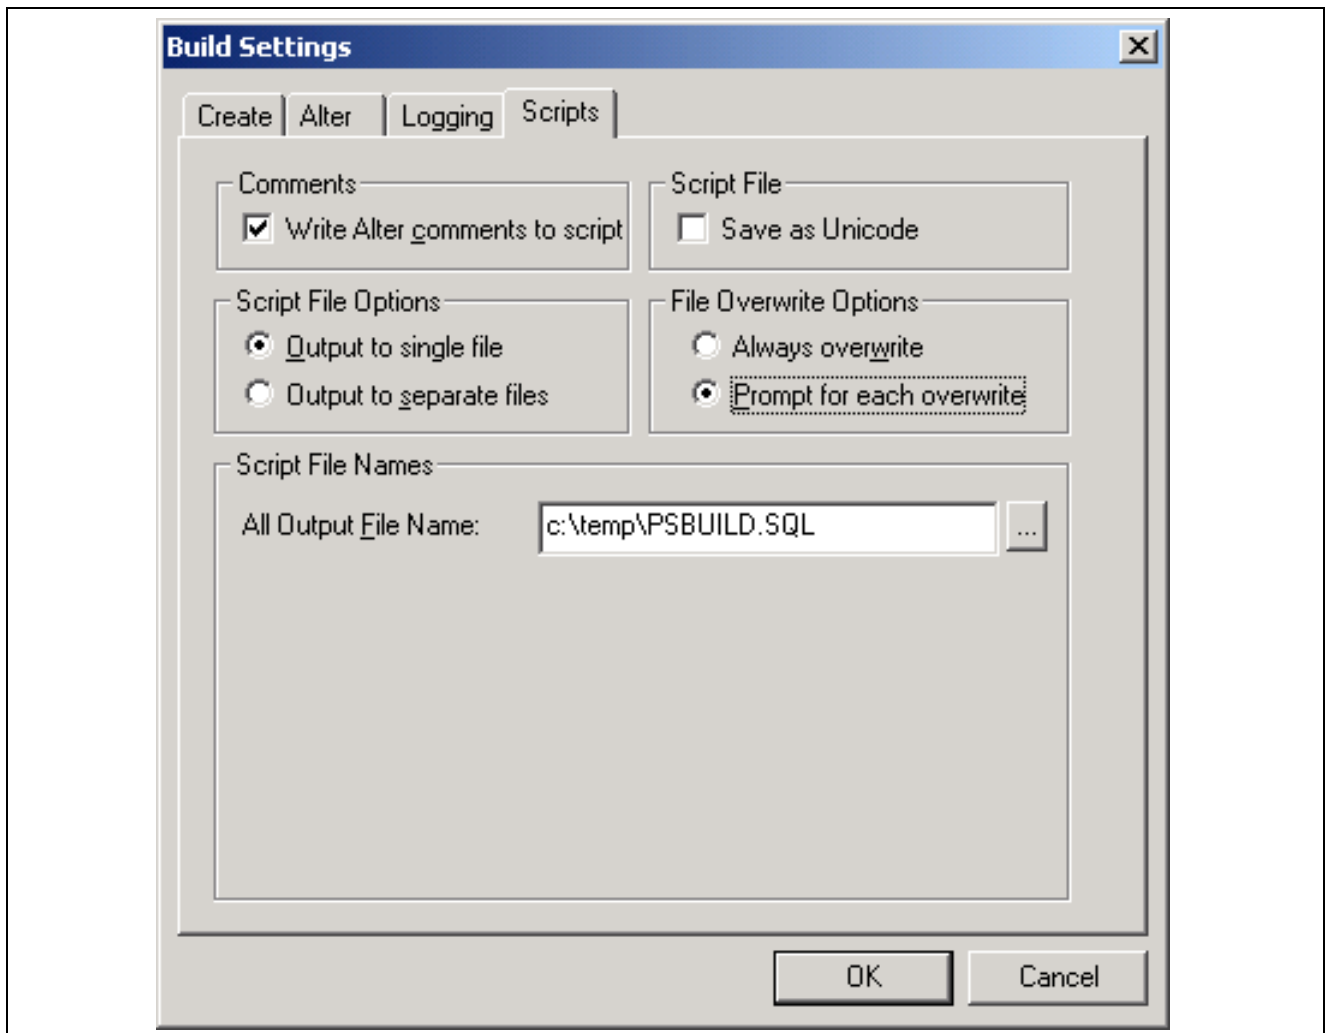 Build Settings
Create Alter Logging Scripts
Comments
Write Alter comments to script
Script File
Save as Unicode
Script File Options
Output to single file
Output to separate files
File Overwrite Options
Always overwrite
Prompt for each overwrite
Script File Names
All Output File Name: c:\temp\PSBUILD.SQL ...
OK Cancel